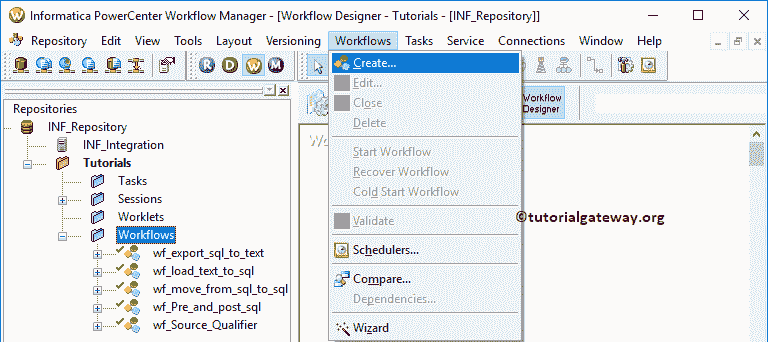 Informatica PowerCenter Workflow Manager - [Workflow Designer - Tutorials - [INF_Repository]]
Repository Edit View Tools Layout Versioning Workflows Tasks Service Connections Window Help
R D W M
Repositories
INF_Repository
INF_Integration
Tutorials
Tasks
Sessions
Worklets
Workflows
wf_export_sql_to_text
wf_load_text_to_sql
wf_move_from_sql_to_sql
wf_Pre_and_post_sql
wf_Source_Qualifier
Create...
Edit...
Close
Delete
Start Workflow
Recover Workflow
Cold Start Workflow
Validate
Schedulers...
Compare...
Dependencies...
Wizard
Workflow
Designer
Wo
©tutorialgateway.org